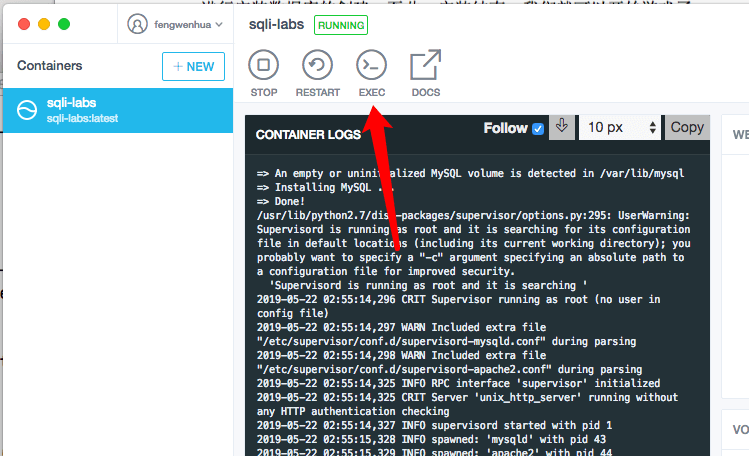 fengwenhua
sqli-labs RUNNING
Containers
+ NEW
STOP RESTART EXEC DOCS
sqli-labs
sqli-labs:latest
CONTAINER LOGS
Follow
10 px
Copy
WE
=> An empty or uninitialized MySQL volume is detected in /var/lib/mysql
=> Installing MySQL ...
=> Done!
/usr/lib/python2.7/dist-packages/supervisor/options.py:295: UserWarning:
Supervisord is running as root and it is searching for its configuration
file in default locations (including its current working directory); you
probably want to specify a "-c" argument specifying an absolute path to
a configuration file for improved security.
'Supervisord is running as root and it is searching '
2019-05-22 02:55:14,296 CRIT Supervisor running as root (no user in
config file)
2019-05-22 02:55:14,297 WARN Included extra file
"/etc/supervisor/conf.d/supervisord-mysqld.conf" during parsing
2019-05-22 02:55:14,298 WARN Included extra file
"/etc/supervisor/conf.d/supervisord-apache2.conf" during parsing
2019-05-22 02:55:14,325 INFO RPC interface 'supervisor' initialized
2019-05-22 02:55:14,325 CRIT Server 'unix_http_server' running without
any HTTP authentication checking
2019-05-22 02:55:14,327 INFO supervisord started with pid 1
2019-05-22 02:55:15,328 INFO spawned: 'mysqld' with pid 43
2019-05-22 02:55:15,329 INFO spawned: 'apache2' with pid 44
VO